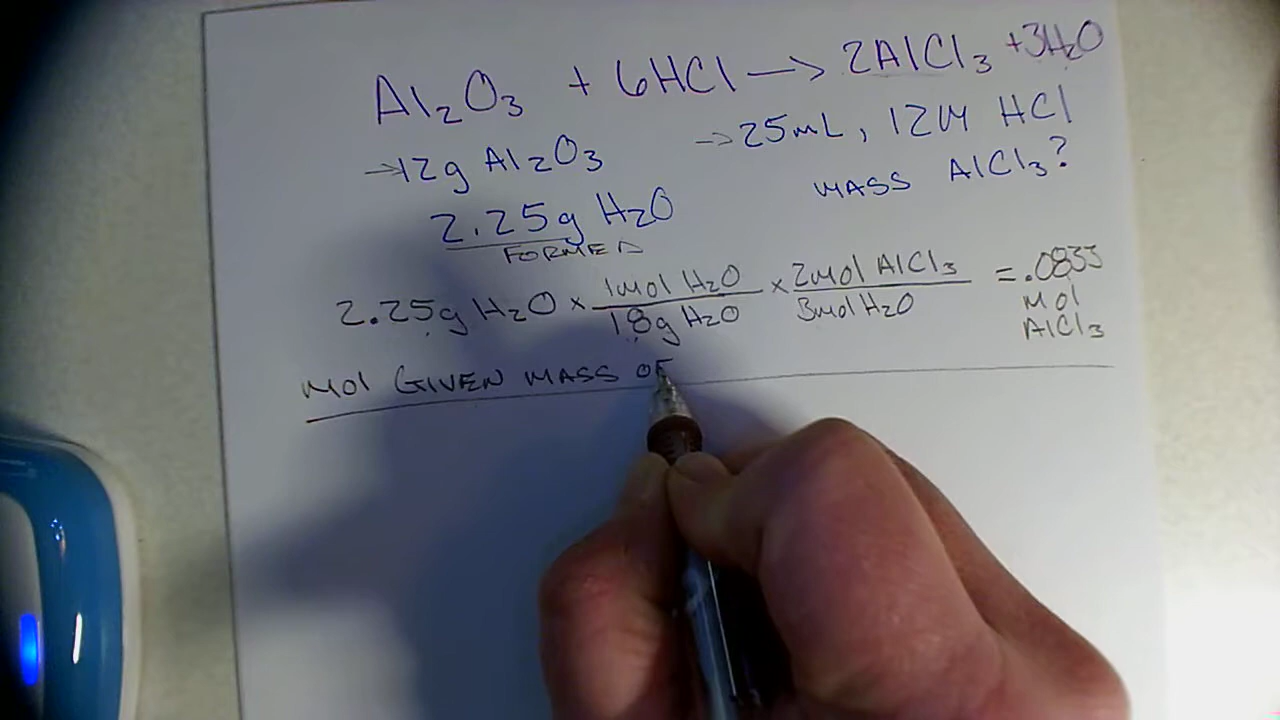 Al₂O₃ + 6HCl → 2AlCl₃ + 3H₂O
→12g Al₂O₃ → 25mL, 12M HCl
2.25g H₂O MASS AlCl₃?
FORMED
2.25g H₂O × 1mol H₂O / 18g H₂O × 2mol AlCl₃ / 3mol H₂O = .0833 mol AlCl₃
mol GIVEN MASS OF